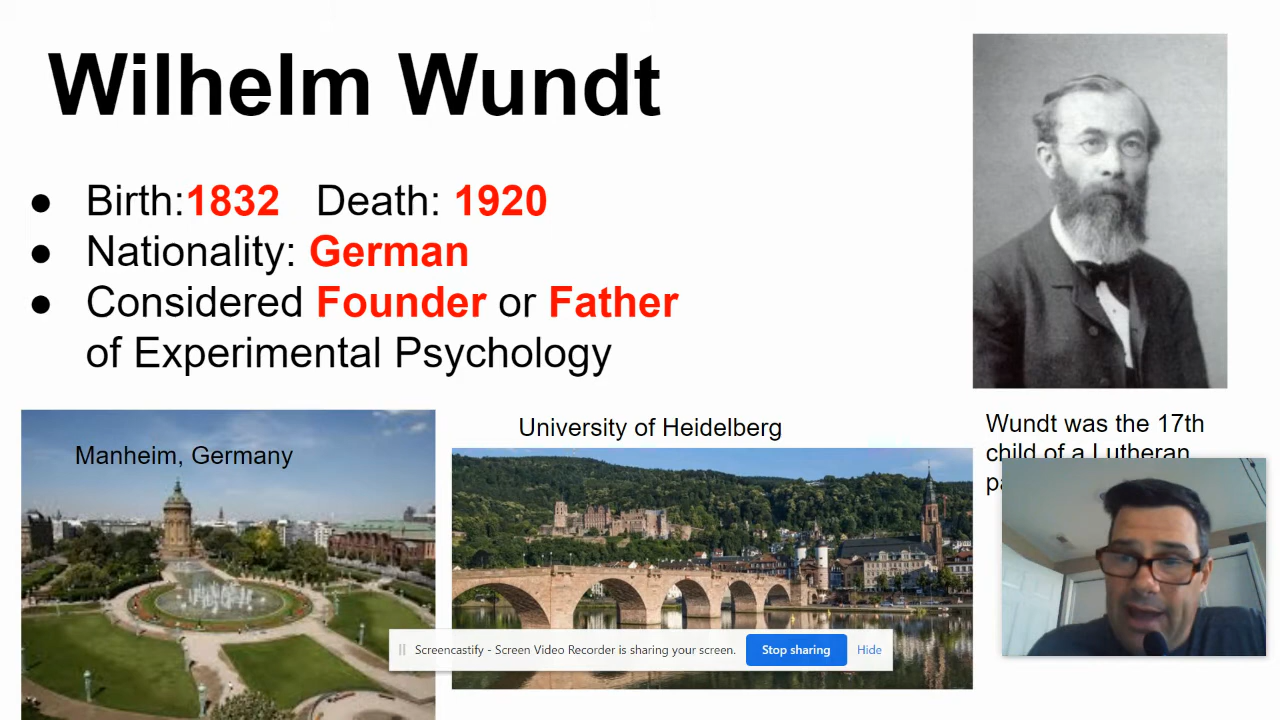 Wilhelm Wundt
● Birth:1832 Death: 1920
● Nationality: German
● Considered Founder or Father
of Experimental Psychology
Manheim, Germany
University of Heidelberg
Wundt was the 17th
child of a Lutheran
Screencastify - Screen Video Recorder is sharing your screen.
Stop sharing
Hide